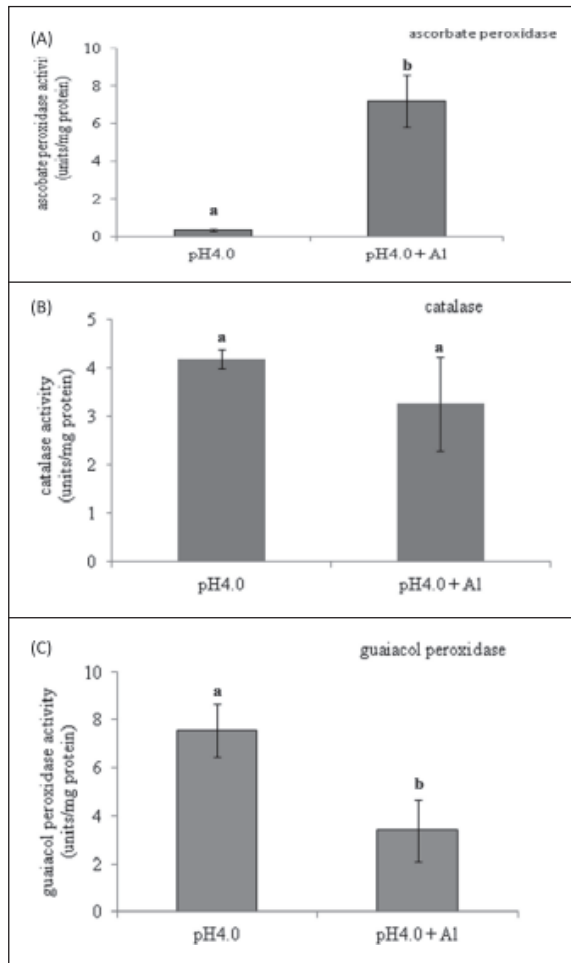 (A)
ascorbate peroxidase
ascobate peroxidase activi
(units/mg protein)
10
8
6
4
2
0
a
b
pH4.0
pH4.0+Al
(B)
catalase
catalase activity
(units/mg protein)
5
4
3
2
1
0
a
a
pH4.0
pH4.0+Al
(C)
guaiacol peroxidase
guaiacol peroxidase activity
(units/mg protein)
10
8
6
4
2
0
a
b
pH4.0
pH4.0+Al